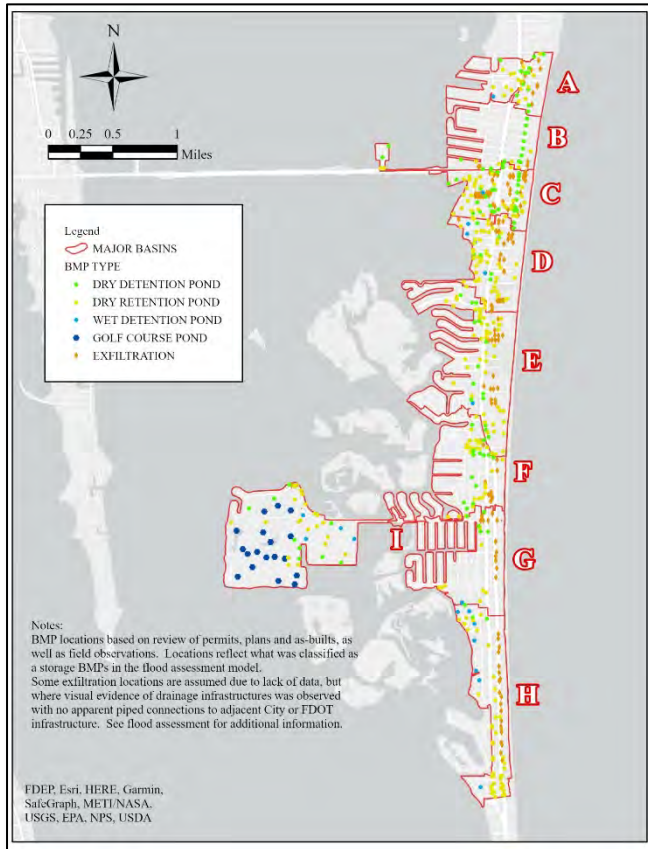 N
0 0.25 0.5 1
Miles
A
B
C
D
E
F
G
H
I
Legend
MAJOR BASINS
BMP TYPE
DRY DETENTION POND
DRY RETENTION POND
WET DETENTION POND
GOLF COURSE POND
EXFILTRATION
Notes:
BMP locations based on review of permits, plans and as-builts, as
well as field observations. Locations reflect what was classified as
a storage BMPs in the flood assessment model.
Some exfiltration locations are assumed due to lack of data, but
where visual evidence of drainage infrastructures was observed
with no apparent piped connections to adjacent City or FDOT
infrastructure. See flood assessment for additional information.
FDEP, Esri, HERE, Garmin,
SafeGraph, METI/NASA,
USGS, EPA, NPS, USDA